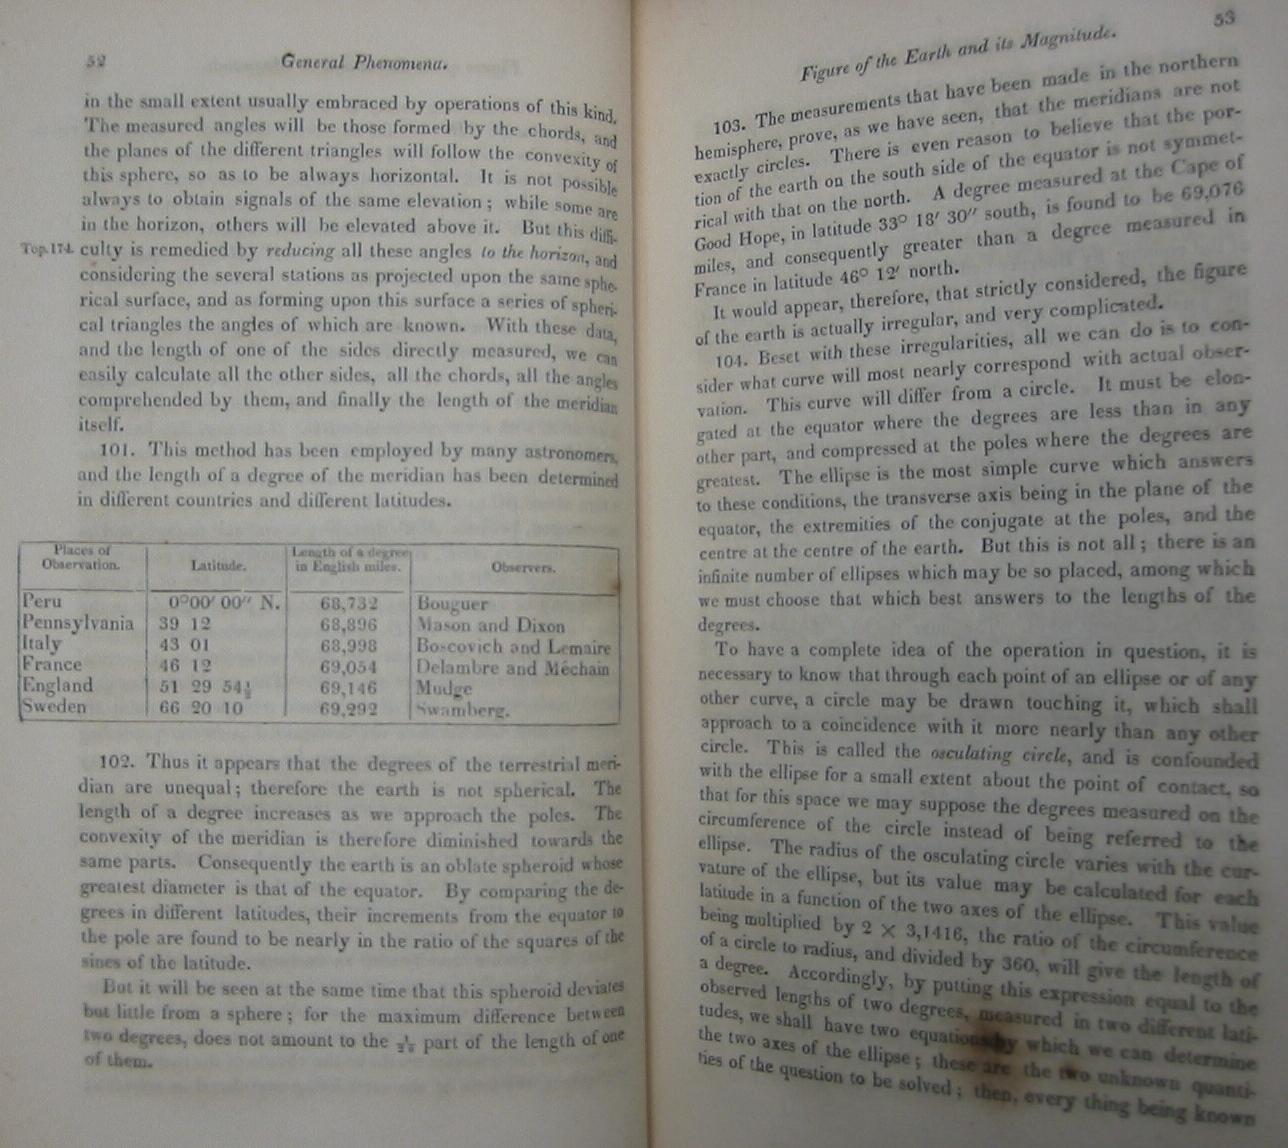 52
General Phenomena.
in the small extent usually embraced by operations of this kind.
The measured angles will be those formed by the chords, and
the planes of the different triangles will follow the convexity of
this sphere, so as to be always horizontal. It is not possible
always to obtain signals of the same elevation; while some are
in the horizon, others will be elevated above it. But this diffi-
Top. 174. culty is remedied by reducing all these angles to the horizon, and
considering the several stations as projected upon the same sphe-
rical surface, and as forming upon this surface a series of spheri-
cal triangles the angles of which are known. With these data,
and the length of one of the sides directly measured, we can
easily calculate all the other sides, all the chords, all the angles
comprehended by them, and finally the length of the meridian
itself.
101. This method has been employed by many astronomers,
and the length of a degree of the meridian has been determined
in different countries and different latitudes.
Places of Observation. Latitude. Length of a degree in English miles. Observers.
Peru 0°00′ 00″ N. 68,732 Bouguer
Pennsylvania 39 12 68,896 Mason and Dixon
Italy 43 01 68,998 Boscovich and Lemaire
France 46 12 69,054 Delambre and Méchain
England 51 29 54½ 69,146 Mudge
Sweden 66 20 10 69,292 Swamberg.
102. Thus it appears that the degrees of the terrestrial meri-
dian are unequal; therefore the earth is not spherical. The
length of a degree increases as we approach the poles. The
convexity of the meridian is therefore diminished towards the
same parts. Consequently the earth is an oblate spheroid whose
greatest diameter is that of the equator. By comparing the de-
grees in different latitudes, their increments from the equator to
the pole are found to be nearly in the ratio of the squares of the
sines of the latitude.
But it will be seen at the same time that this spheroid deviates
but little from a sphere; for the maximum difference between
two degrees, does not amount to the part of the length of one
of them.
53
Figure of the Earth and its Magnitude.
103. The measurements that have been made in the northern
hemisphere, prove, as we have seen, that the meridians are not
exactly circles. There is even reason to believe that the por-
tion of the earth on the south side of the equator is not symmet-
rical with that on the north. A degree measured at the Cape of
Good Hope, in latitude 33° 18′ 30″ south, is found to be 69,076
miles, and consequently greater than a degree measured in
France in latitude 46° 12′ north.
It would appear, therefore, that strictly considered, the figure
of the earth is actually irregular, and very complicated.
104. Beset with these irregularities, all we can do is to con-
sider what curve will most nearly correspond with actual obser-
vation. This curve will differ from a circle. It must be elon-
gated at the equator where the degrees are less than in any
other part, and compressed at the poles where the degrees are
greatest. The ellipse is the most simple curve which answers
to these conditions, the transverse axis being in the plane of the
equator, the extremities of the conjugate at the poles, and the
centre at the centre of the earth. But this is not all; there is an
infinite number of ellipses which may be so placed, among which
we must choose that which best answers to the lengths of the
degrees.
To have a complete idea of the operation in question, it is
necessary to know that through each point of an ellipse or of any
other curve, a circle may be drawn touching it, which shall
approach to a coincidence with it more nearly than any other
circle. This is called the osculating circle, and is confounded
with the ellipse for a small extent about the point of contact, so
that for this space we may suppose the degrees measured on the
circumference of the circle instead of being referred to the
ellipse. The radius of the osculating circle varies with the cur-
vature of the ellipse, but its value may be calculated for each
latitude in a function of the two axes of the ellipse. This value
being multiplied by 2 × 3,1416, the ratio of the circumference
of a circle to radius, and divided by 360, will give the length of
a degree. Accordingly, by putting this expression equal to the
observed lengths of two degrees, measured in two different lati-
tudes, we shall have two equations by which we can determine
the two axes of the ellipse; these are the two unknown quanti-
ties of the question to be solved; then, every thing being known